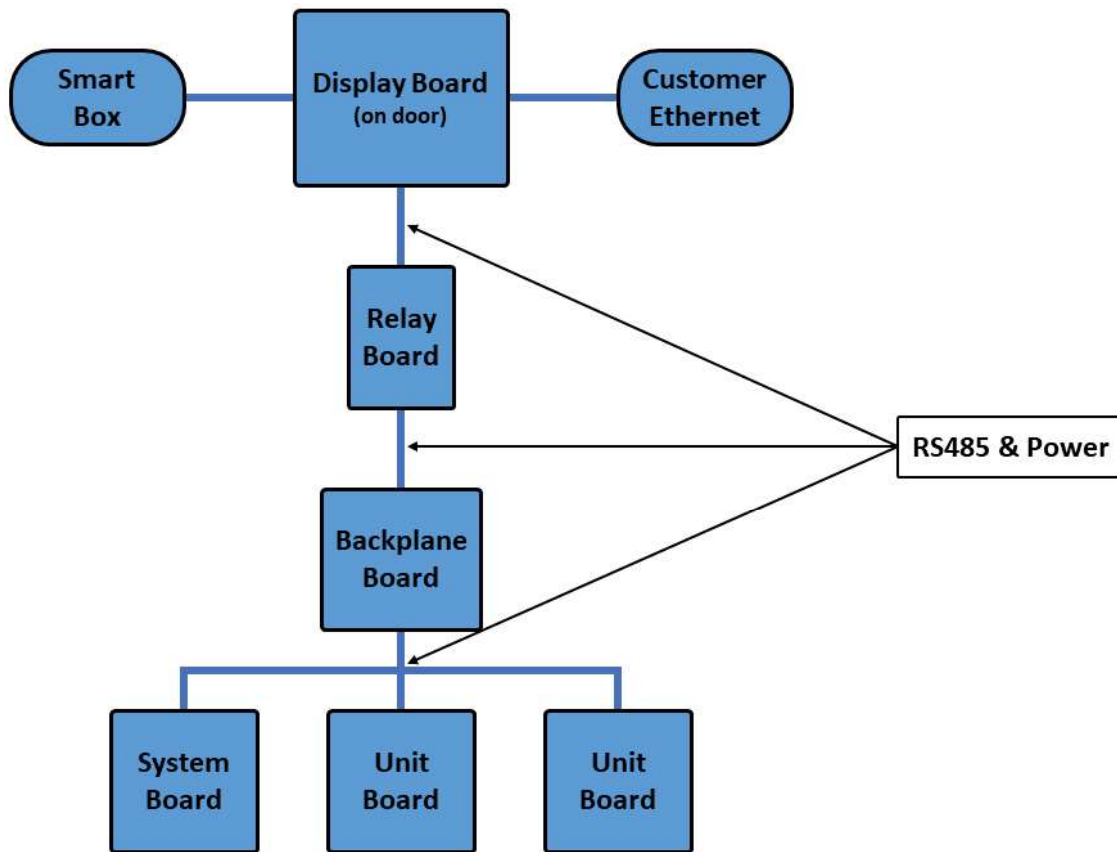 Smart
Box
Display Board
(on door)
Customer
Ethernet
Relay
Board
RS485 & Power
Backplane
Board
System
Board
Unit
Board
Unit
Board